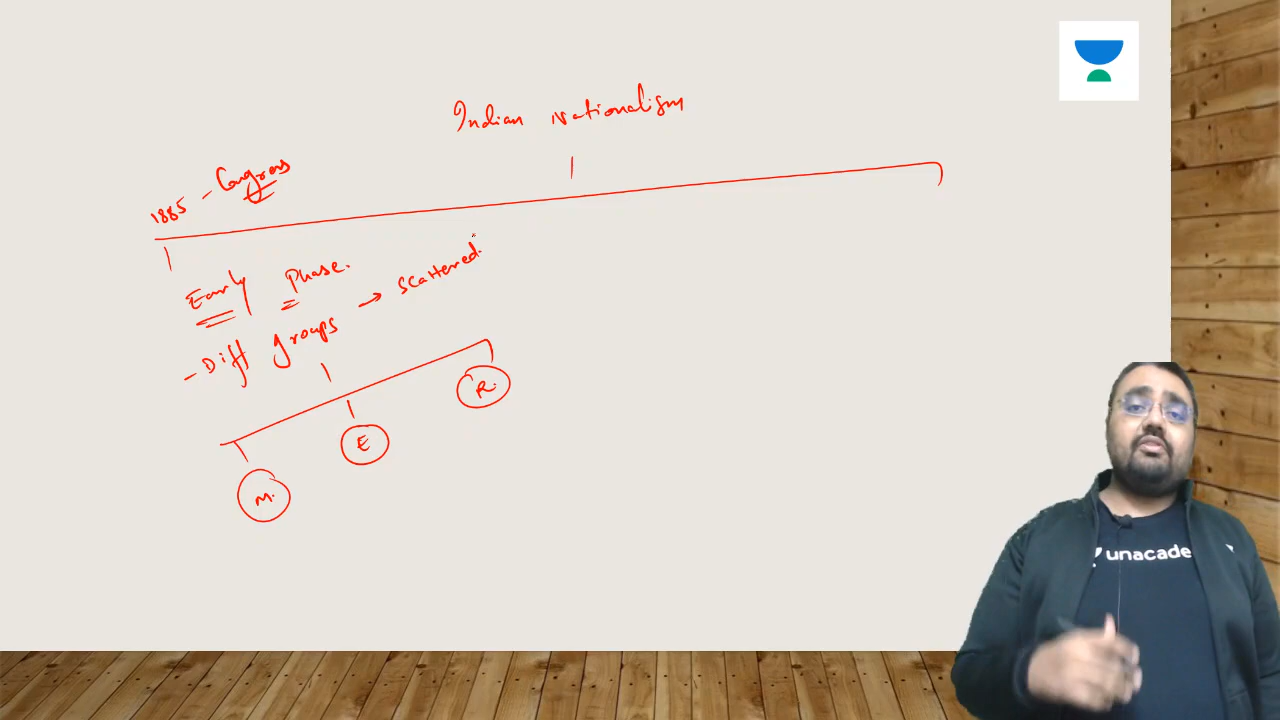 Indian Nationalism
1885 - Congress
Early Phase.
- Diff groups → scattered.
M.
E
R.
unacade